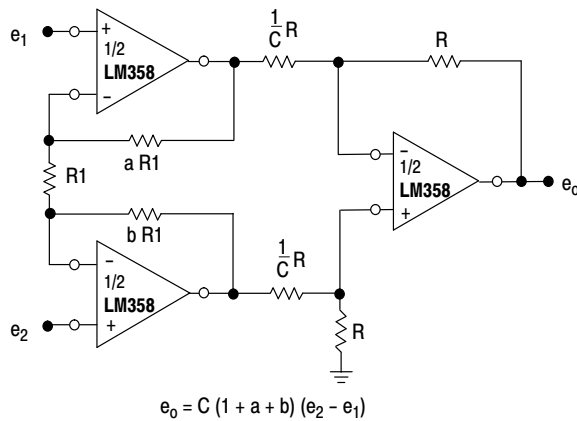 e1
+
1/2
LM358
−
1/C R
R
a R1
R1
b R1
−
1/2
LM358
+
eo
−
1/2
LM358
+
e2
1/C R
R
eo = C (1 + a + b) (e2 − e1)